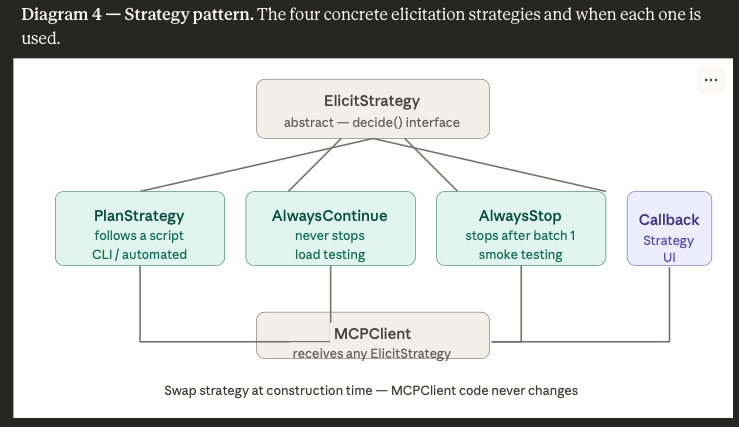 Diagram 4 — Strategy pattern. The four concrete elicitation strategies and when each one is
used.
ElicitStrategy
abstract — decide() interface
PlanStrategy
follows a script
CLI / automated
AlwaysContinue
never stops
load testing
AlwaysStop
stops after batch 1
smoke testing
Callback
Strategy
UI
MCPClient
receives any ElicitStrategy
Swap strategy at construction time — MCPClient code never changes